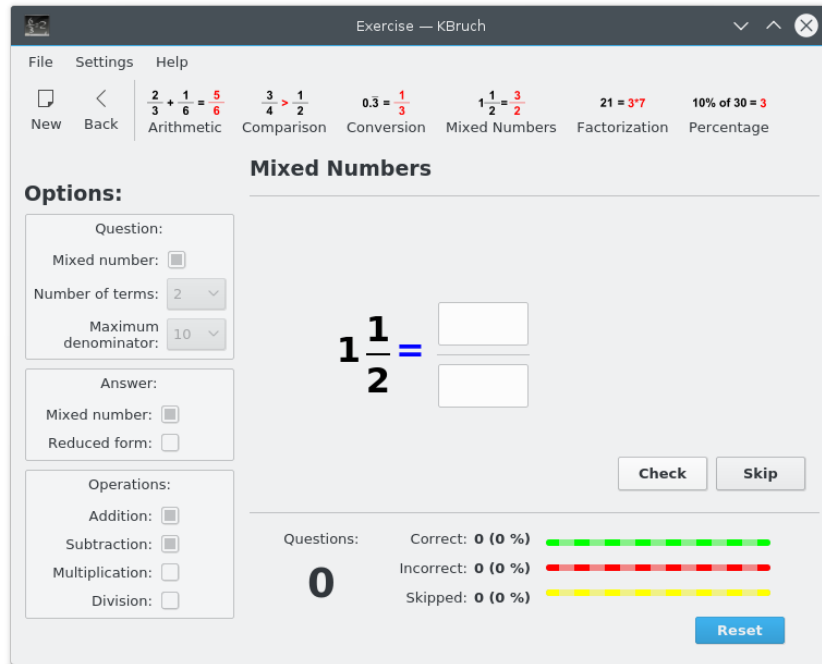 Exercise — KBruch
File Settings Help
New
Back
2/3 + 1/6 = 5/6
Arithmetic
3/4 > 1/2
Comparison
0.3̅ = 1/3
Conversion
1 1/2 = 3/2
Mixed Numbers
21 = 3*7
Factorization
10% of 30 = 3
Percentage
Options:
Question:
Mixed number:
Number of terms: 2
Maximum
denominator: 10
Answer:
Mixed number:
Reduced form:
Operations:
Addition:
Subtraction:
Multiplication:
Division:
Mixed Numbers
1 1/2 =
Check Skip
Questions:
0
Correct: 0 (0 %)
Incorrect: 0 (0 %)
Skipped: 0 (0 %)
Reset